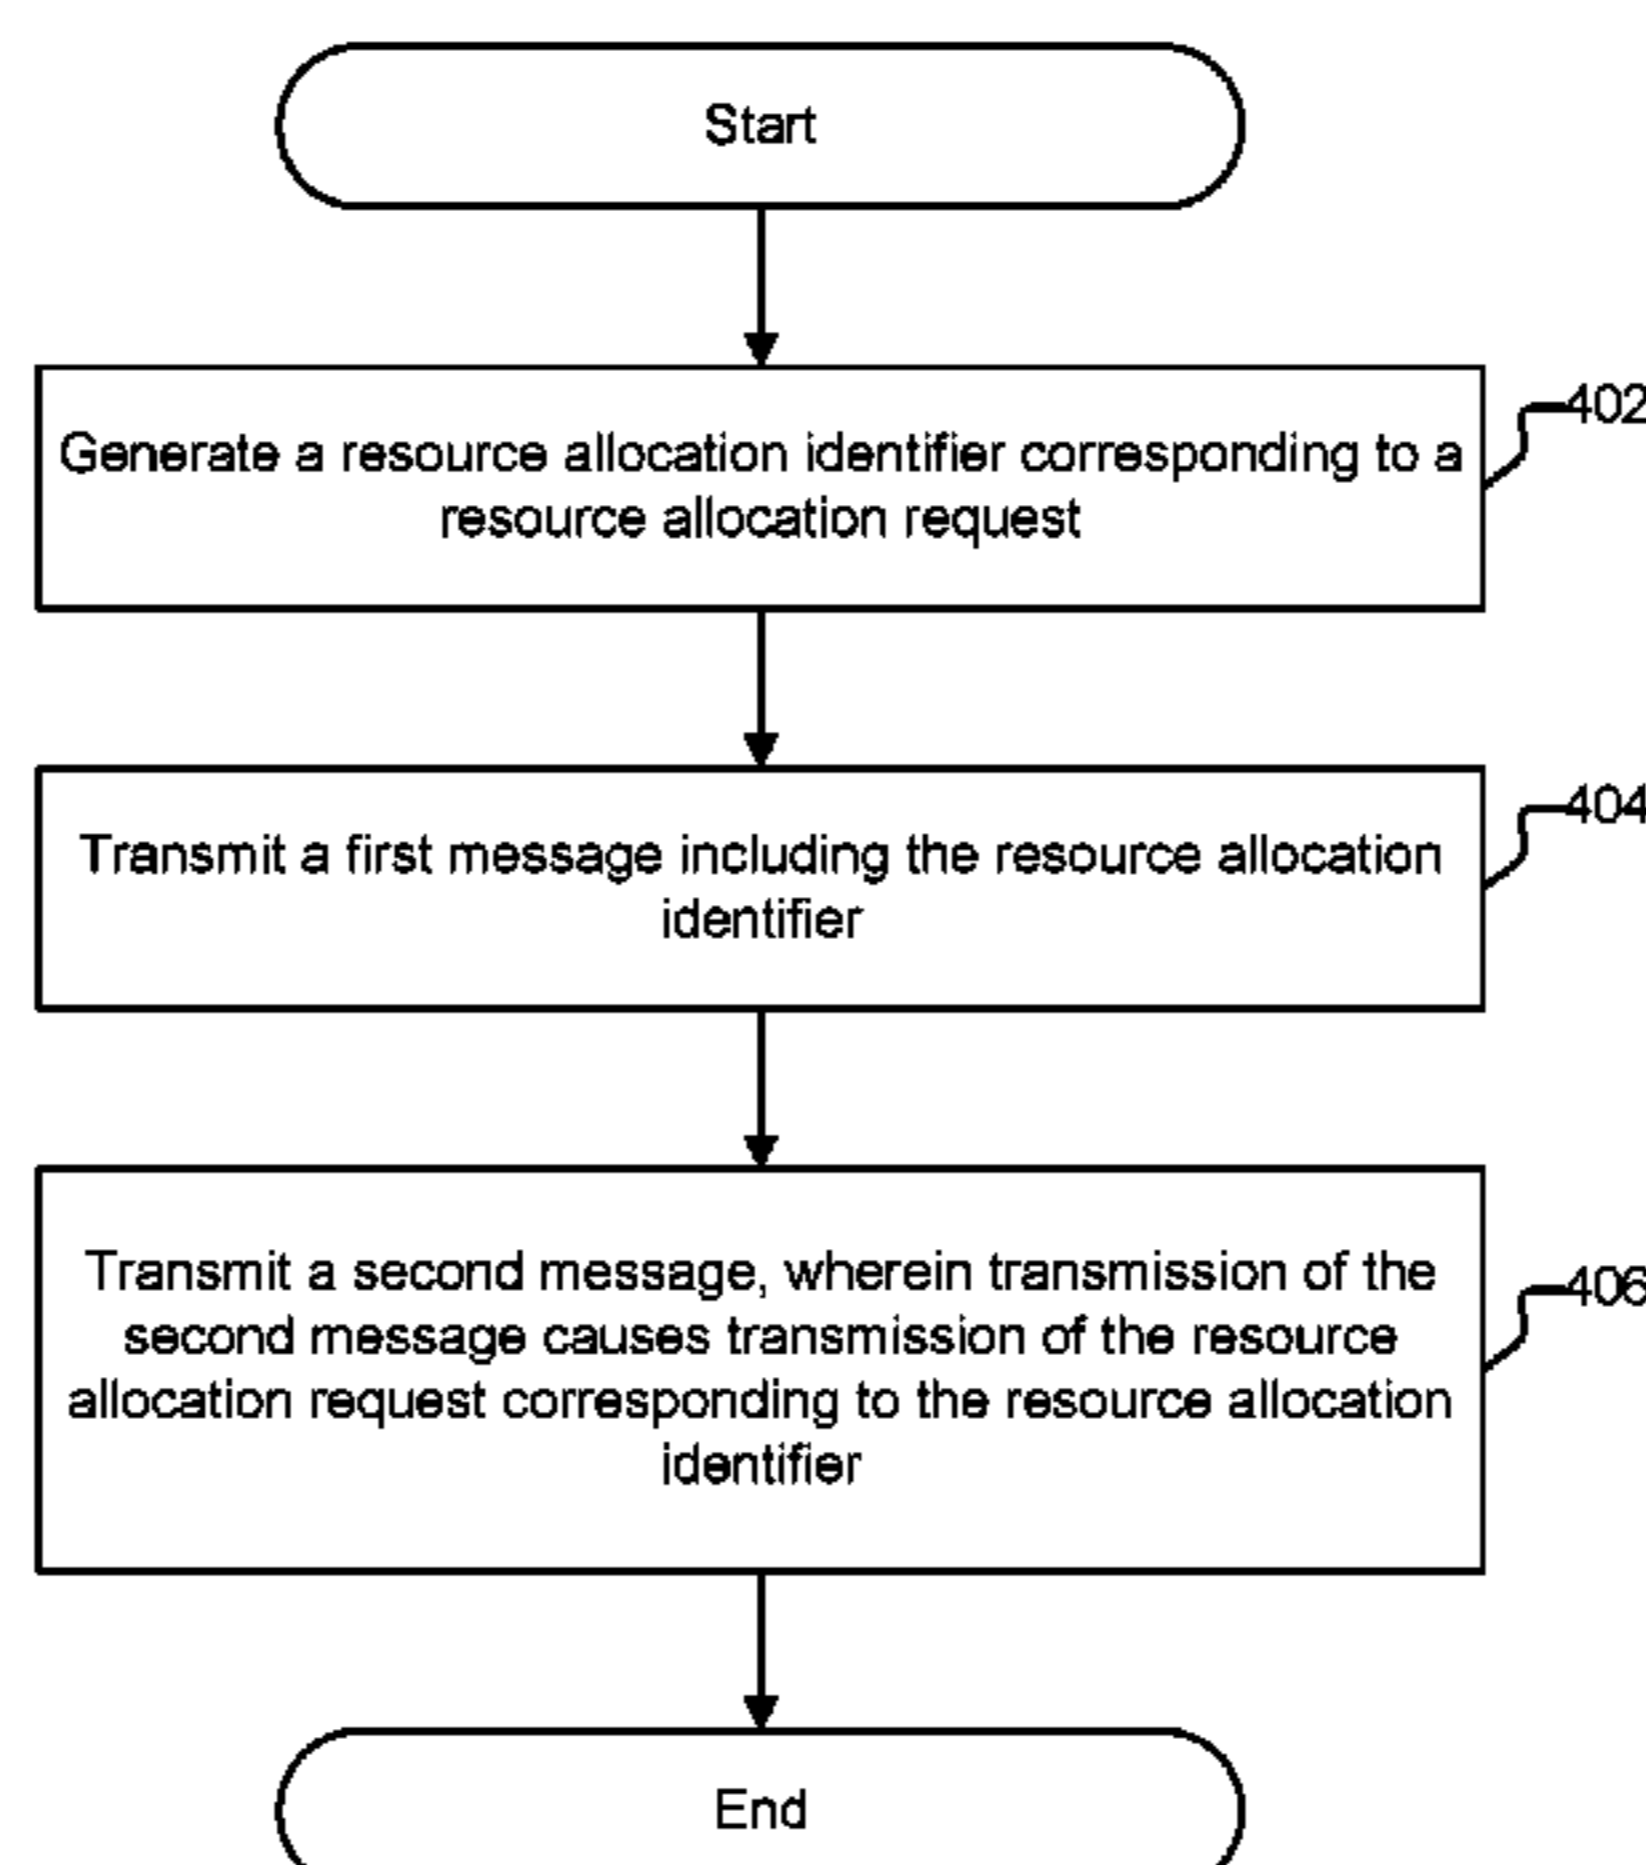 Start
402
Generate a resource allocation identifier corresponding to a
resource allocation request
404
Transmit a first message including the resource allocation
identifier
406
Transmit a second message, wherein transmission of the
second message causes transmission of the resource
allocation request corresponding to the resource allocation
identifier
End